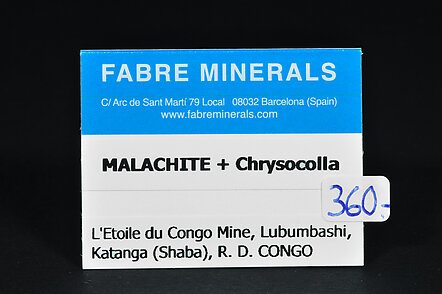 FABRE MINERALS
C/ Arc de Sant Martí 79 Local 08032 Barcelona (Spain)
www.fabreminerals.com
MALACHITE + Chrysocolla
360.-
L'Etoile du Congo Mine, Lubumbashi,
Katanga (Shaba), R. D. CONGO